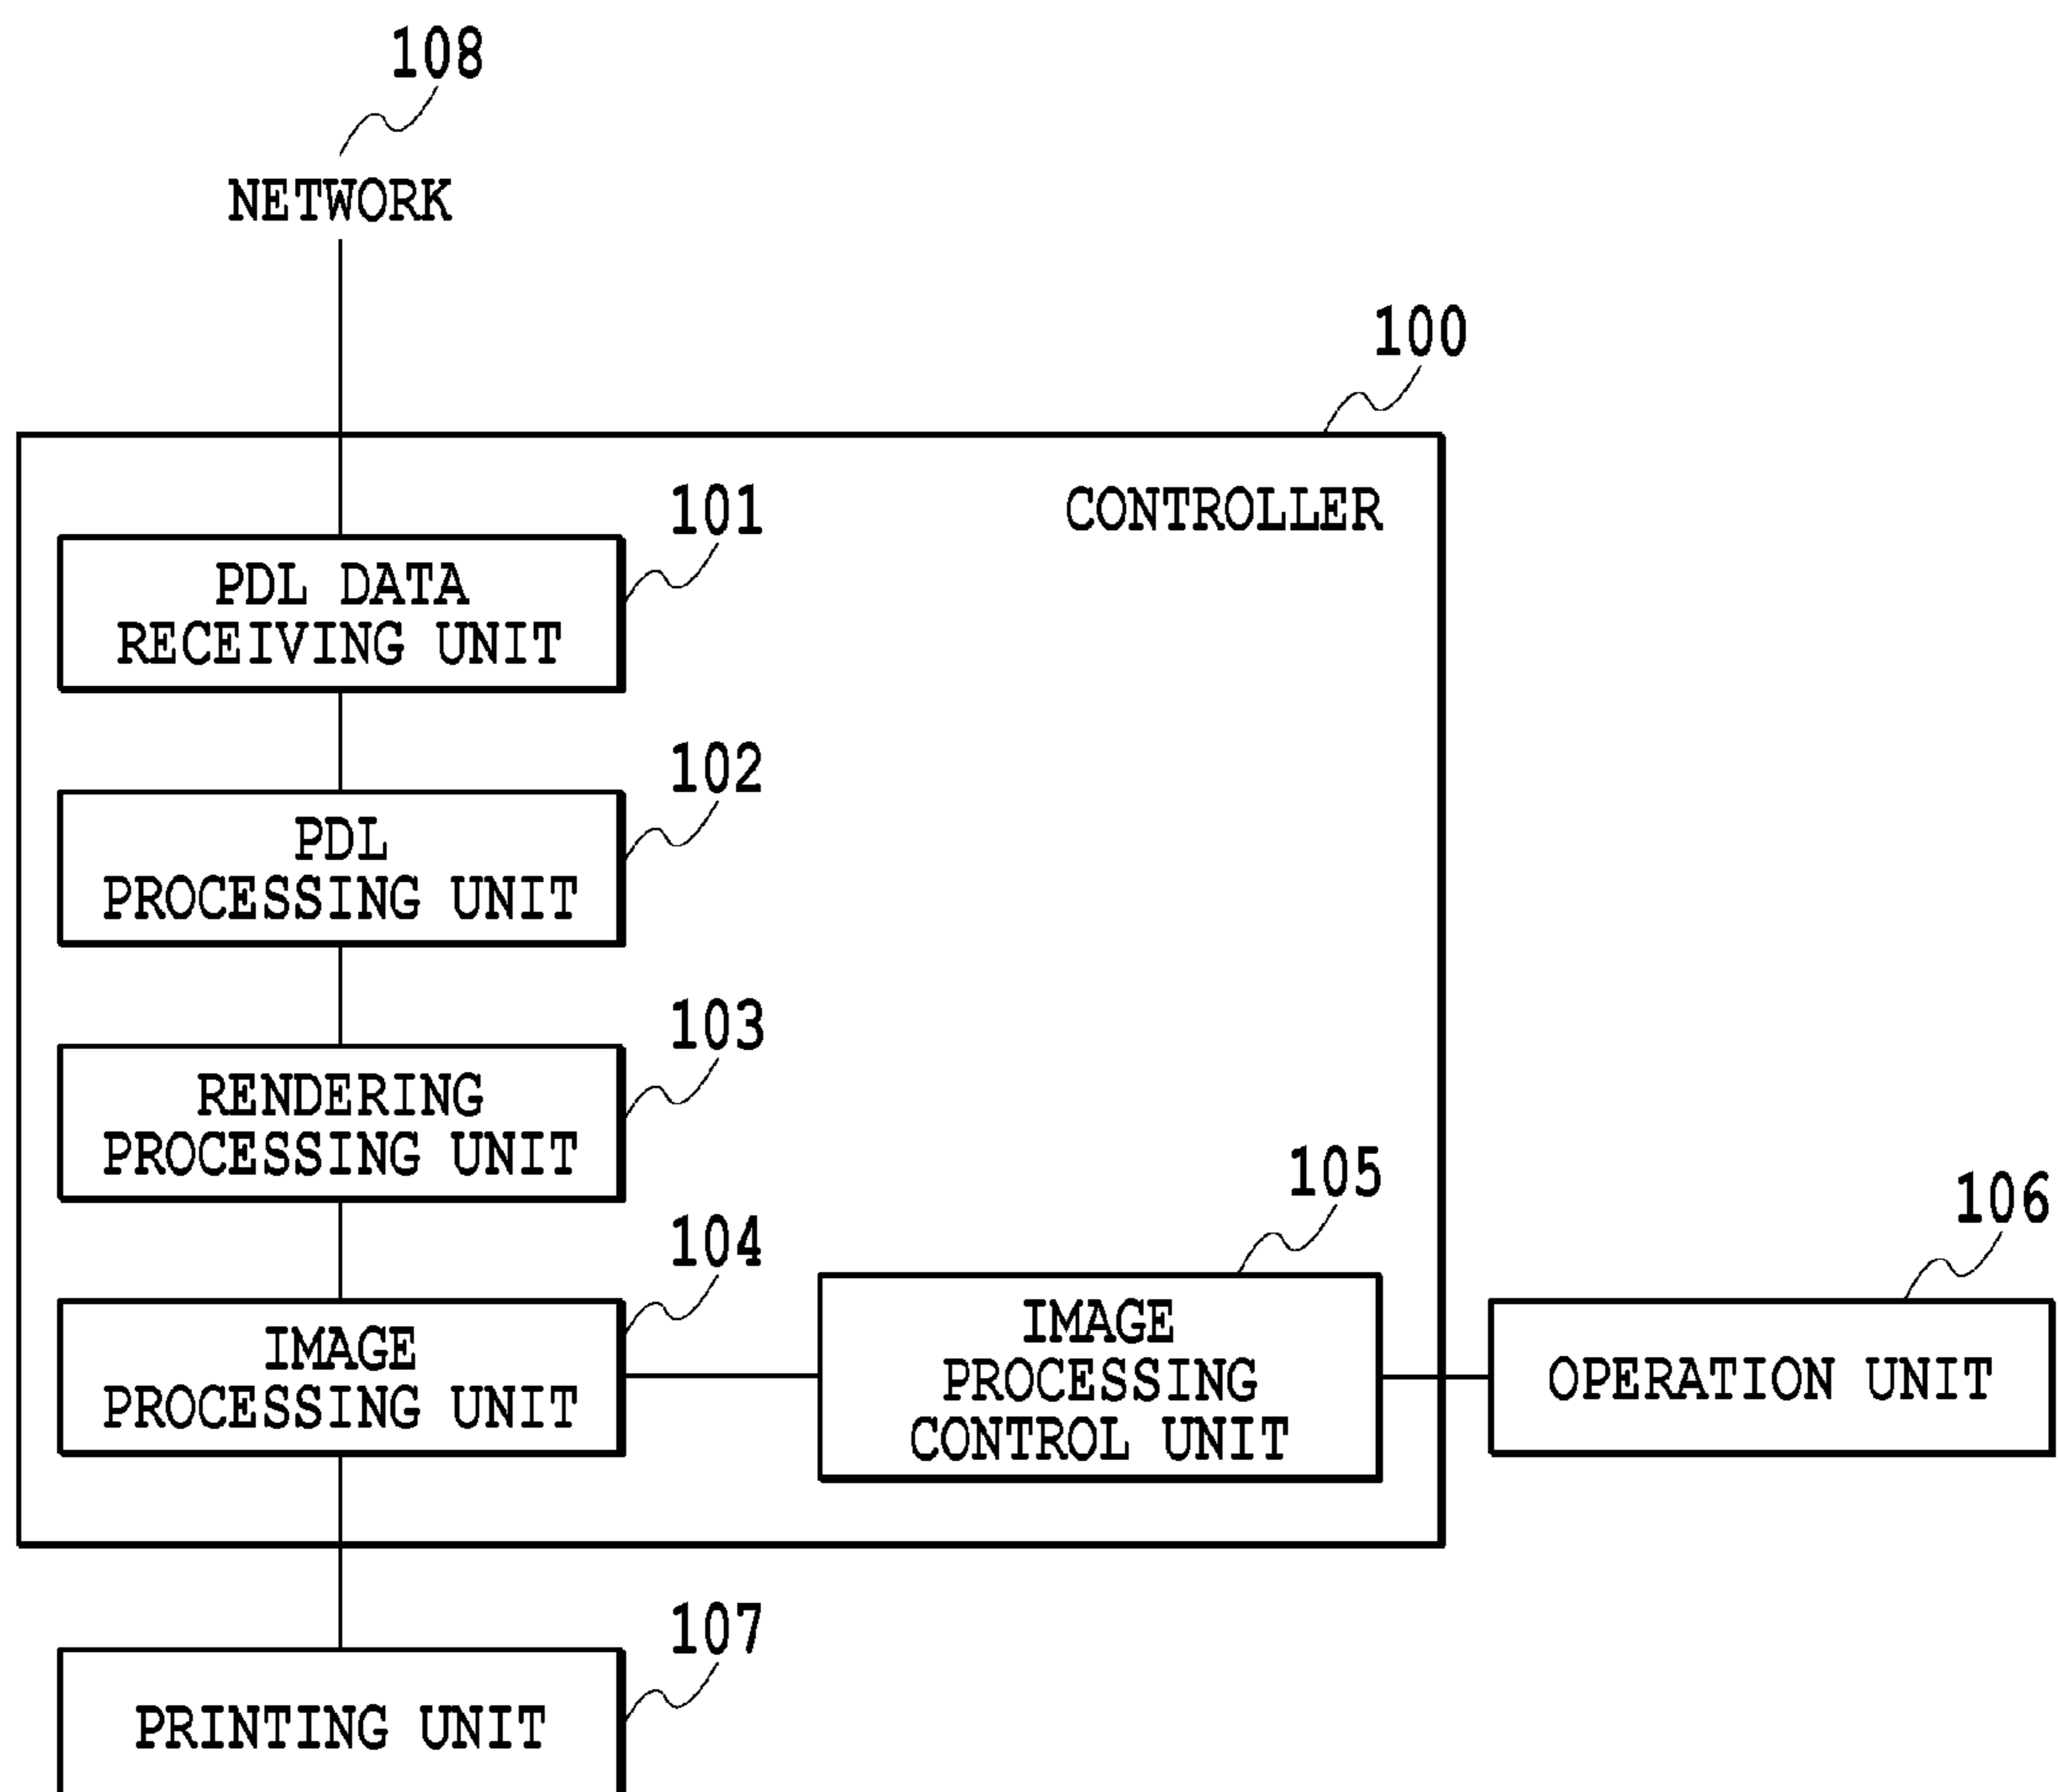 108
NETWORK
100
CONTROLLER
101
PDL DATA
RECEIVING UNIT
102
PDL
PROCESSING UNIT
103
RENDERING
PROCESSING UNIT
104
IMAGE
PROCESSING UNIT
105
IMAGE
PROCESSING
CONTROL UNIT
106
OPERATION UNIT
107
PRINTING UNIT